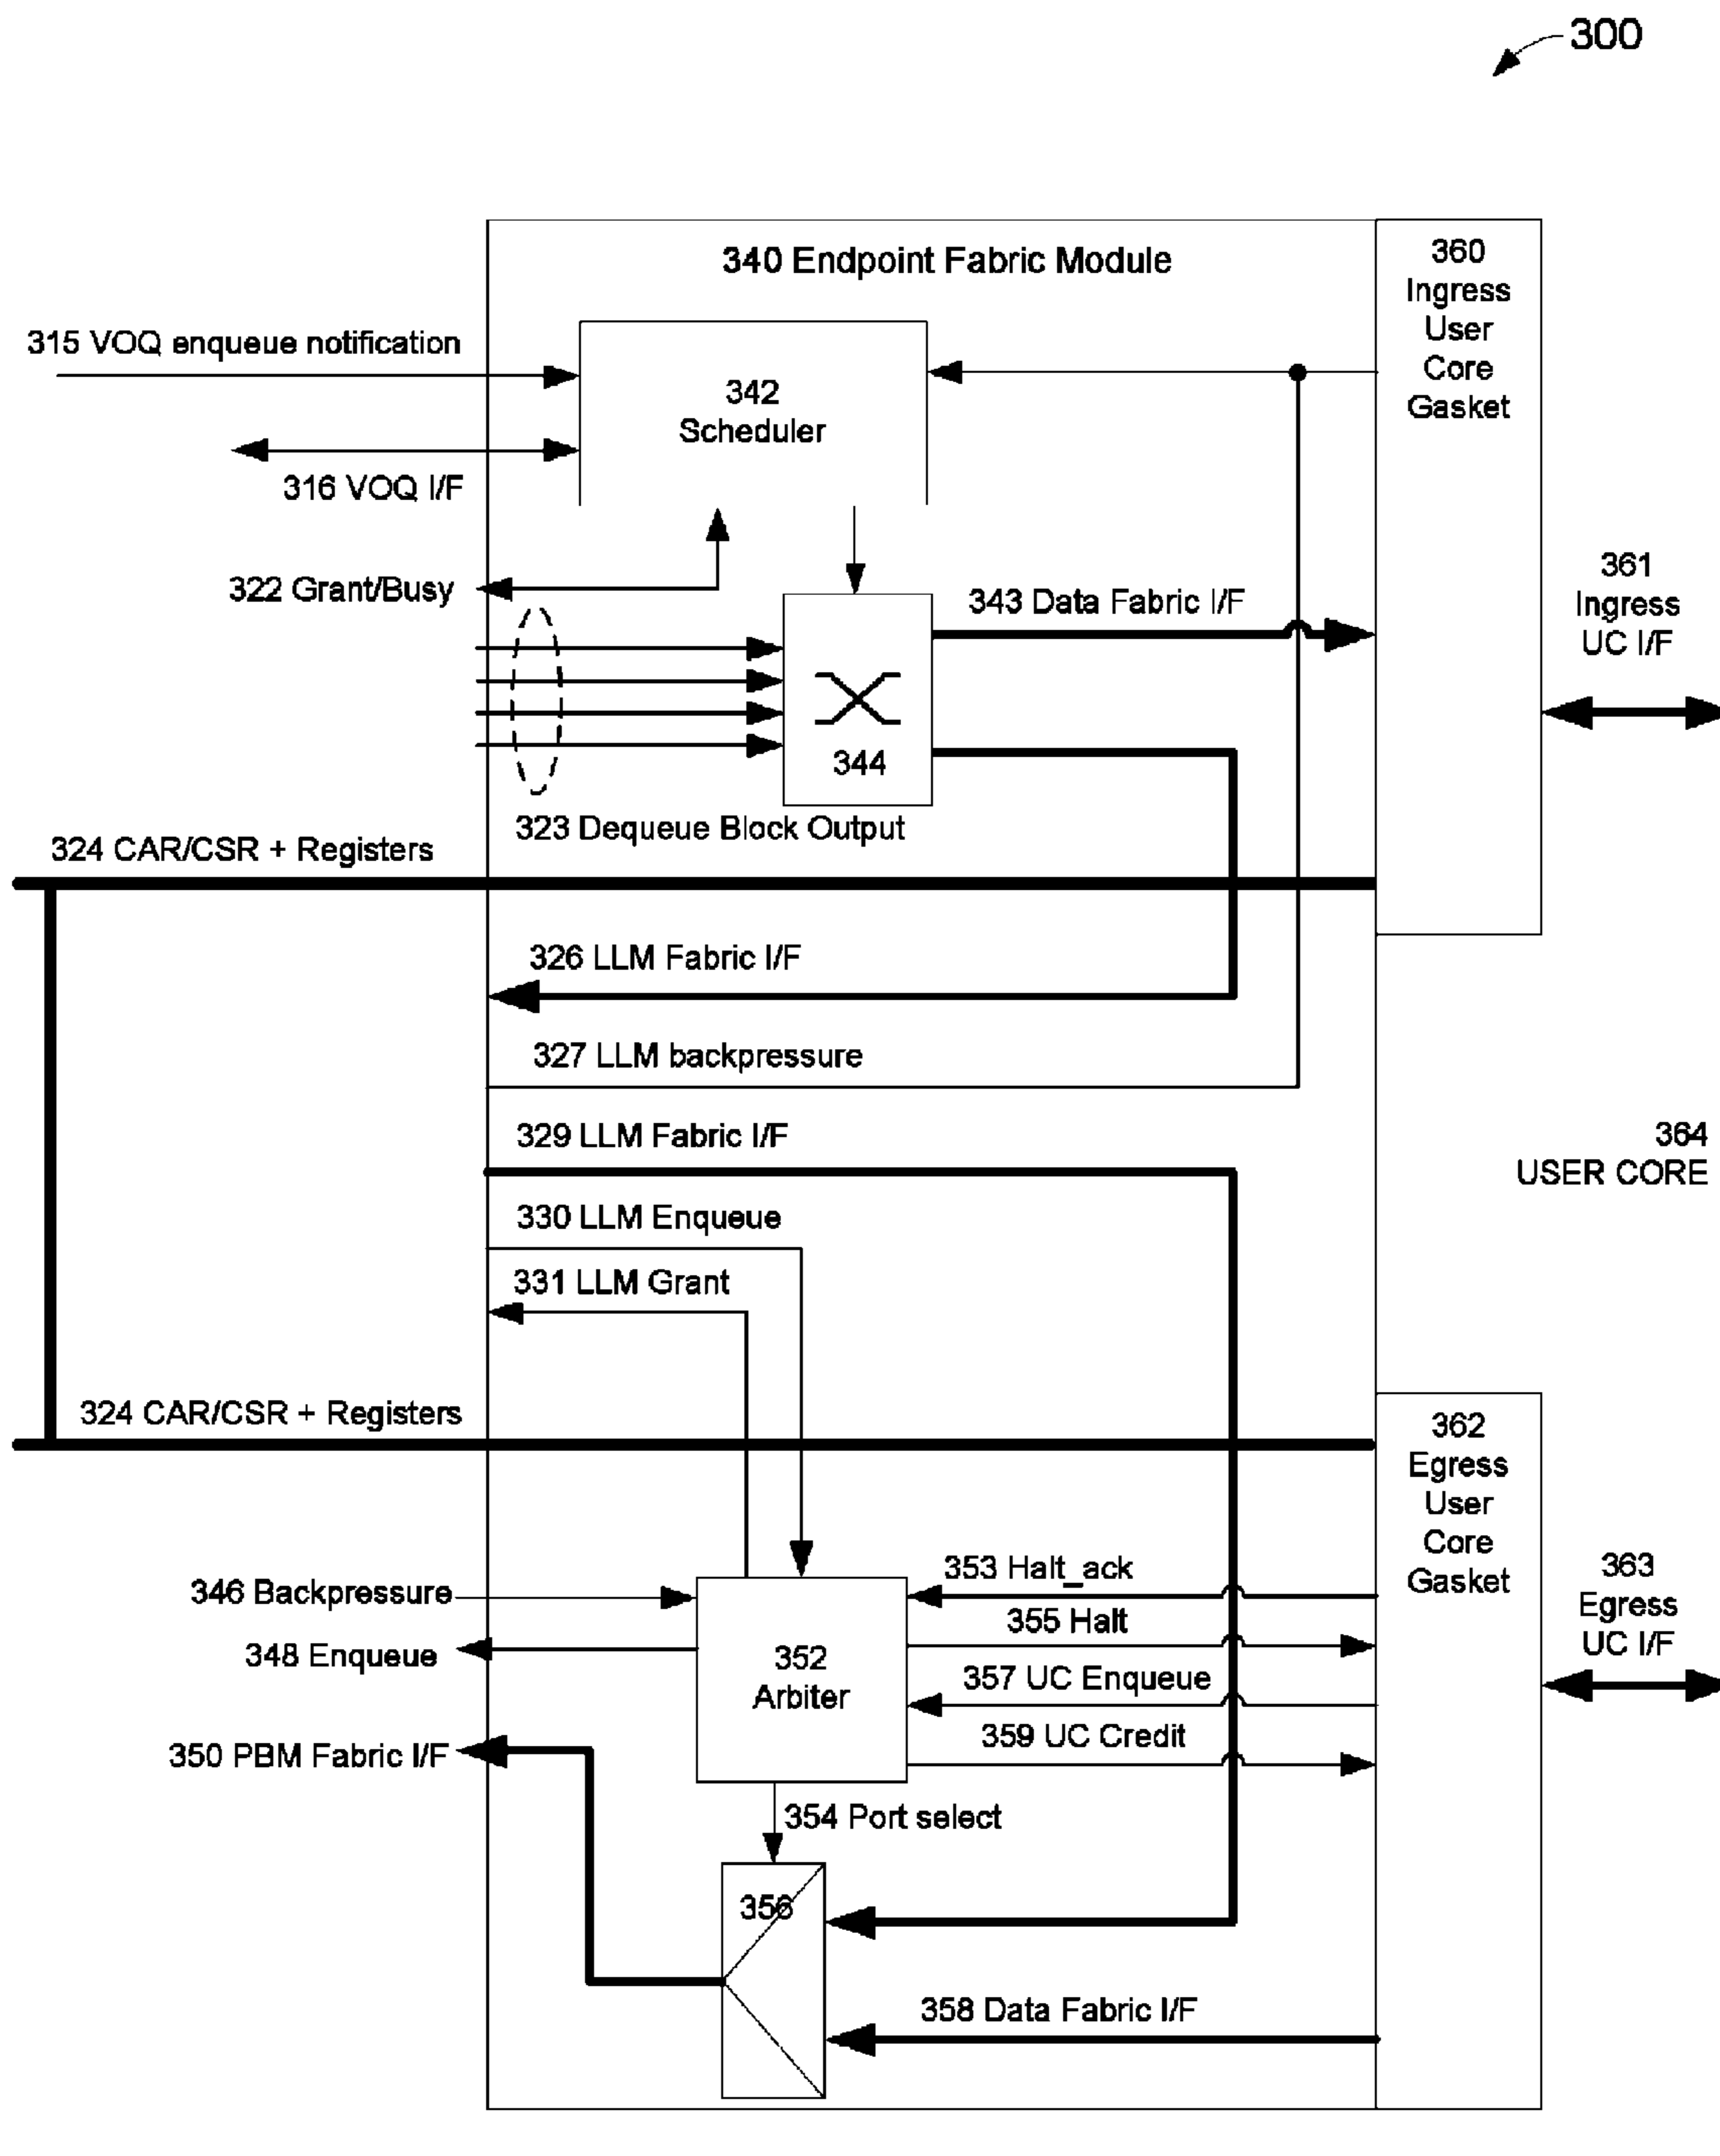 300
340 Endpoint Fabric Module
360
Ingress
User
Core
Gasket
315 VOQ enqueue notification
342
Scheduler
316 VOQ I/F
322 Grant/Busy
343 Data Fabric I/F
361
Ingress
UC I/F
344
323 Dequeue Block Output
324 CAR/CSR + Registers
326 LLM Fabric I/F
327 LLM backpressure
329 LLM Fabric I/F
364
USER CORE
330 LLM Enqueue
331 LLM Grant
324 CAR/CSR + Registers
362
Egress
User
Core
Gasket
353 Halt_ack
346 Backpressure
355 Halt
363
Egress
UC I/F
348 Enqueue
352
Arbiter
357 UC Enqueue
359 UC Credit
350 PBM Fabric I/F
354 Port select
356
358 Data Fabric I/F